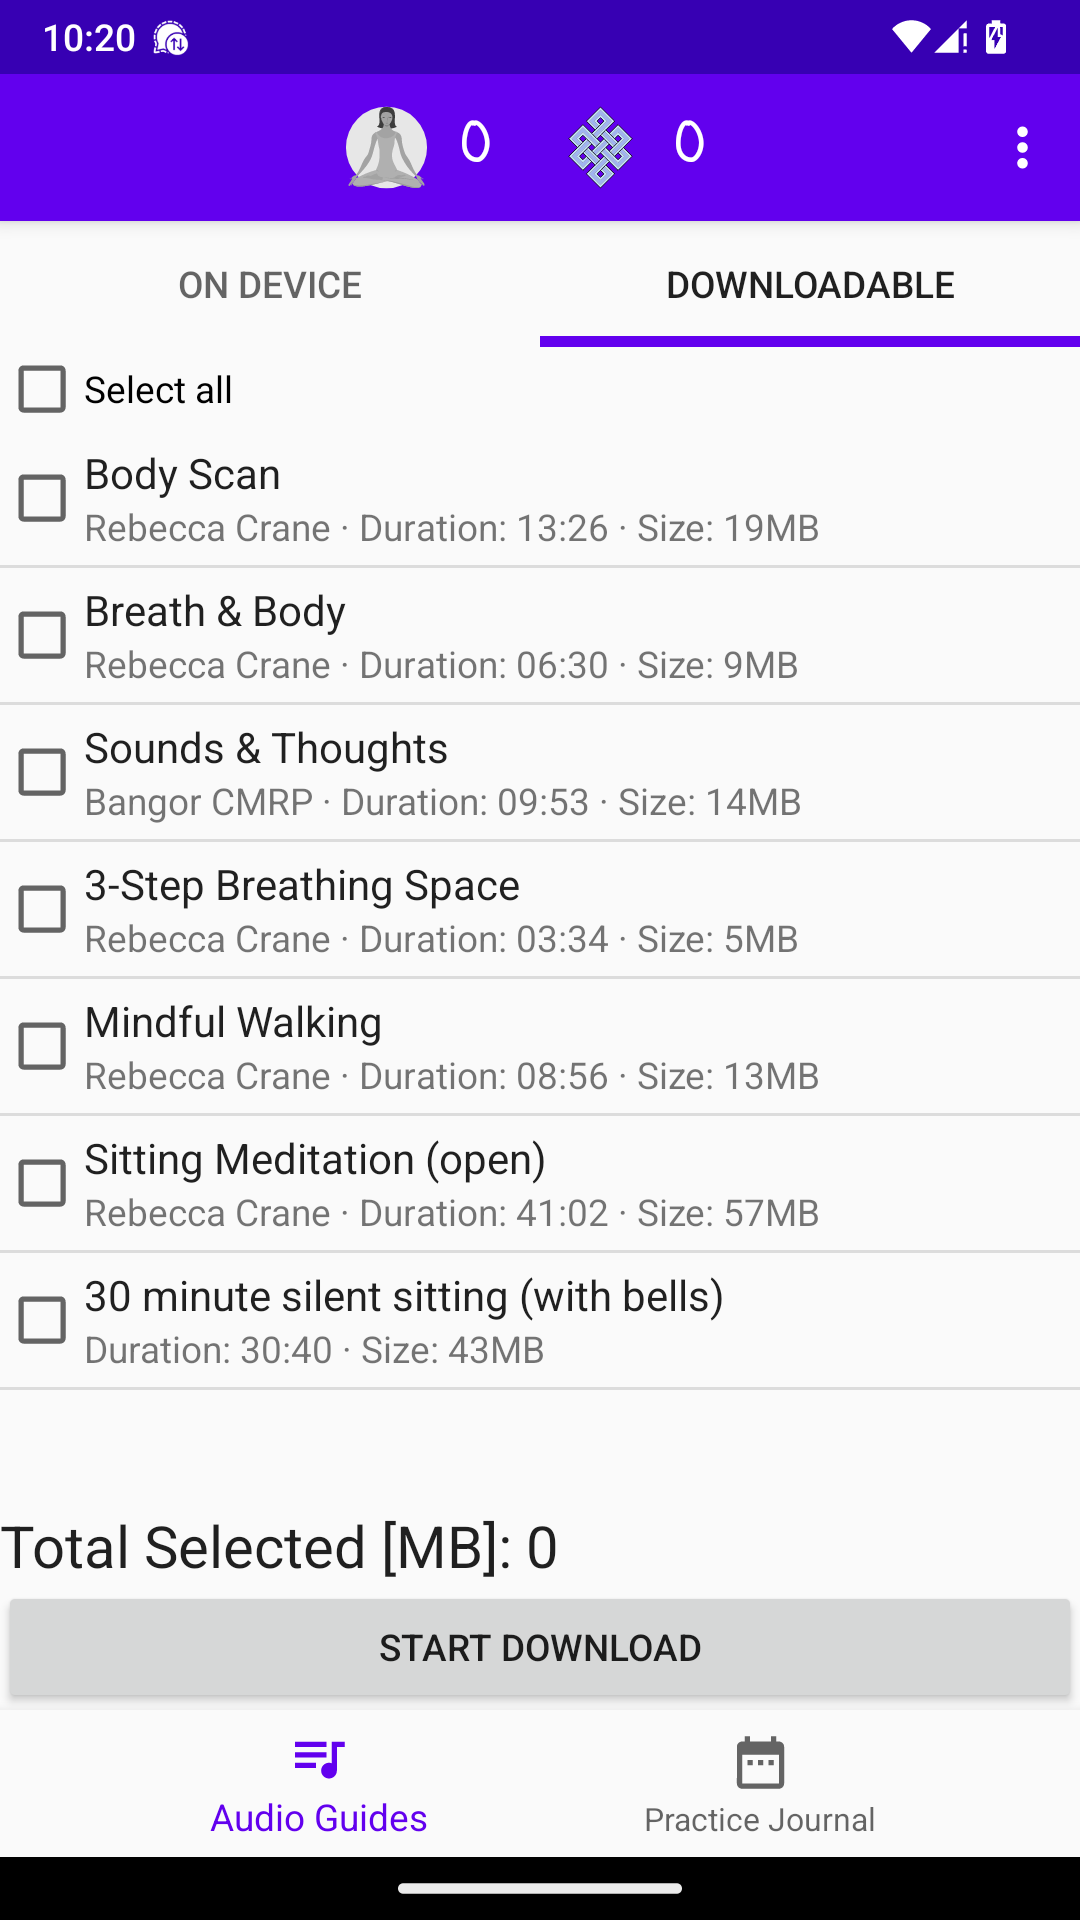 10:20
0 0
ON DEVICE DOWNLOADABLE
Select all
Body Scan
Rebecca Crane · Duration: 13:26 · Size: 19MB
Breath & Body
Rebecca Crane · Duration: 06:30 · Size: 9MB
Sounds & Thoughts
Bangor CMRP · Duration: 09:53 · Size: 14MB
3-Step Breathing Space
Rebecca Crane · Duration: 03:34 · Size: 5MB
Mindful Walking
Rebecca Crane · Duration: 08:56 · Size: 13MB
Sitting Meditation (open)
Rebecca Crane · Duration: 41:02 · Size: 57MB
30 minute silent sitting (with bells)
Duration: 30:40 · Size: 43MB
Total Selected [MB]: 0
START DOWNLOAD
Audio Guides Practice Journal